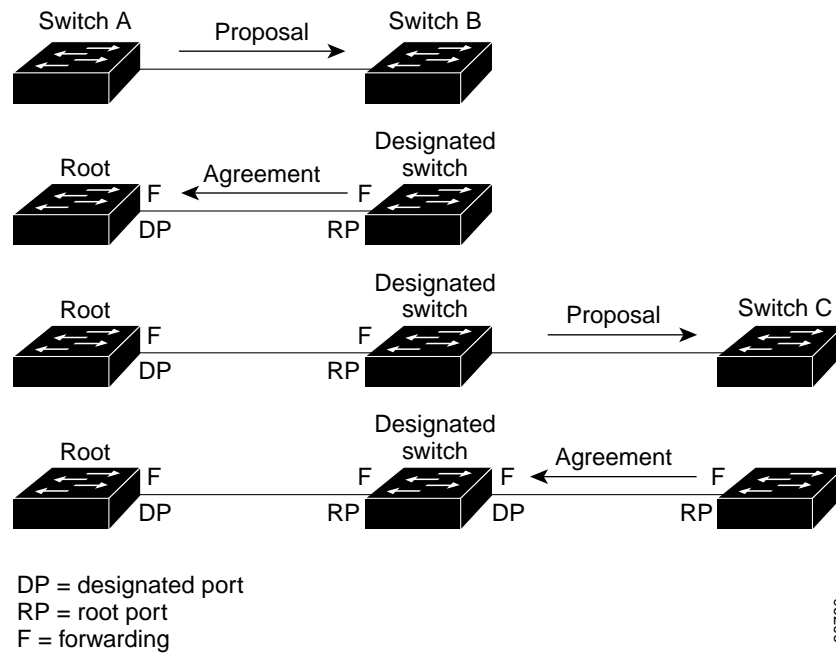 Switch A
Proposal
Switch B
Root
F
Agreement
F
Designated
switch
DP
RP
Root
F
F
Designated
switch
Proposal
Switch C
DP
RP
Root
F
F
Designated
switch
F
Agreement
F
DP
RP
DP
RP
DP = designated port
RP = root port
F = forwarding